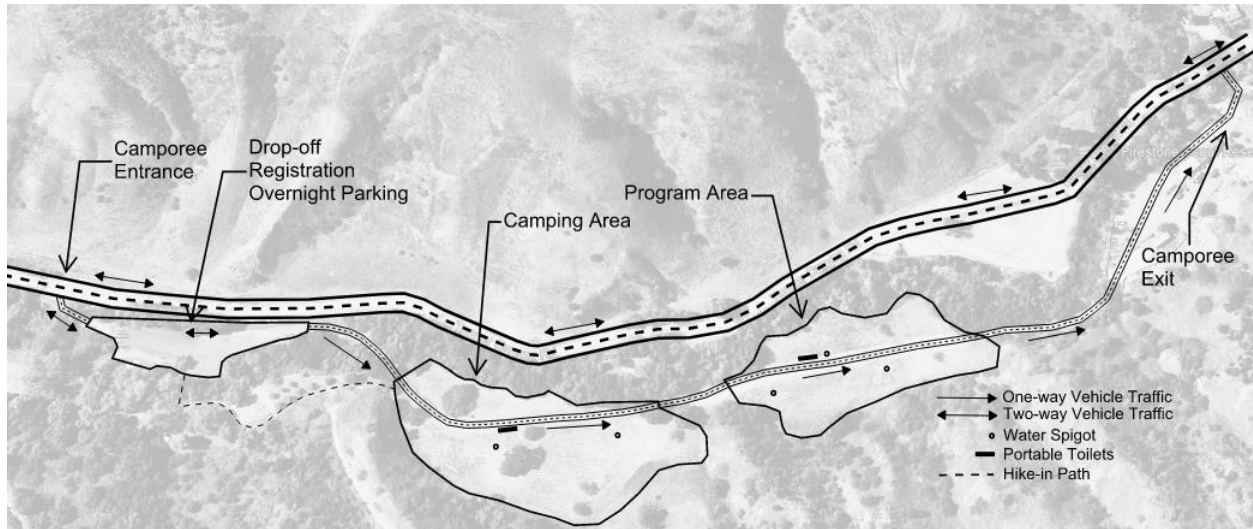 Camporee
Entrance
Drop-off
Registration
Overnight Parking
Camping Area
Program Area
Firestone
Camporee
Exit
One-way Vehicle Traffic
Two-way Vehicle Traffic
Water Spigot
Portable Toilets
Hike-in Path